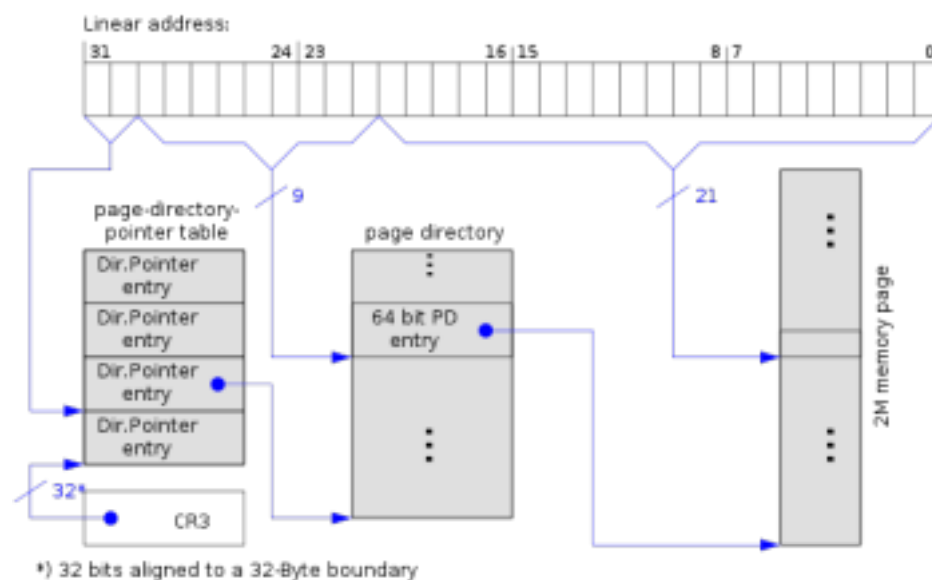 Linear address:
31 24 23 16 15 8 7 0
9
21
page-directory-
pointer table
page directory
Dir.Pointer
entry
Dir.Pointer
entry
64 bit PD
entry
Dir.Pointer
entry
Dir.Pointer
entry
2M memory page
32*
CR3
*) 32 bits aligned to a 32-Byte boundary